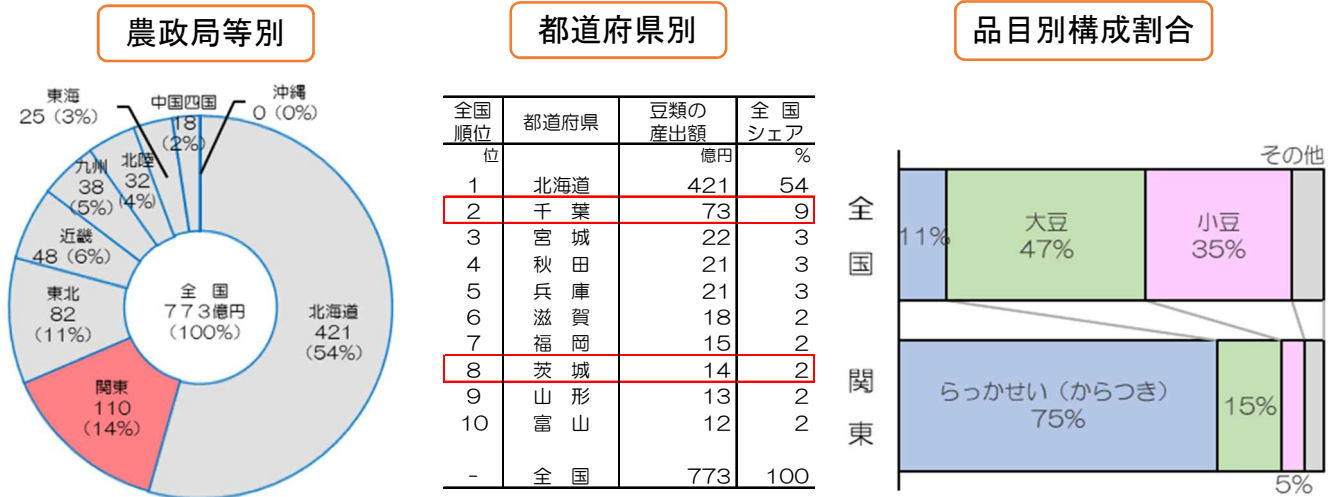 農政局等別
東海
25（3%）
中国四国
18
（2%）
沖縄
0（0%）
九州
38
（5%）
北陸
32
（4%）
近畿
48（6%）
東北
82
（11%）
関東
110
（14%）
北海道
421
（54%）
全　国
７７３億円
（100%）
都道府県別
全国順位 都道府県 豆類の産出額 全　国シェア
位 億円 %
1 北海道 421 54
2 千　葉 73 9
3 宮　城 22 3
4 秋　田 21 3
5 兵　庫 21 3
6 滋　賀 18 2
7 福　岡 15 2
8 茨　城 14 2
9 山　形 13 2
10 富　山 12 2
- 全　国 773 100
品目別構成割合
その他
全国
11%
大豆
47%
小豆
35%
関東
らっかせい（からつき）
75%
15%
5%